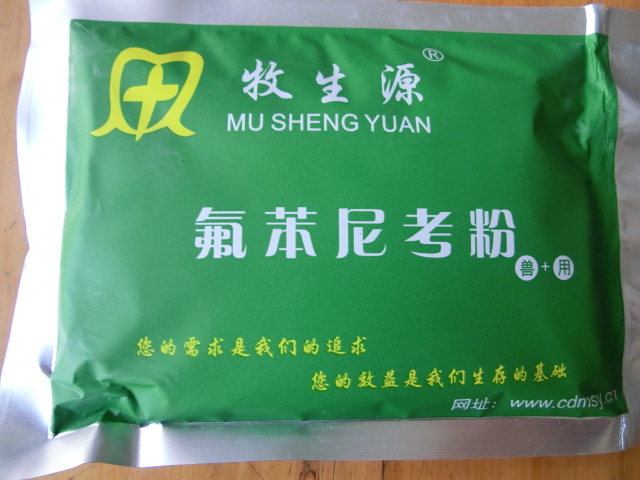 牧生源®
MU SHENG YUAN
氟苯尼考粉
兽+用
您的需求是我们的追求
您的效益是我们生存的基础
网址：www.cdmsy.cn